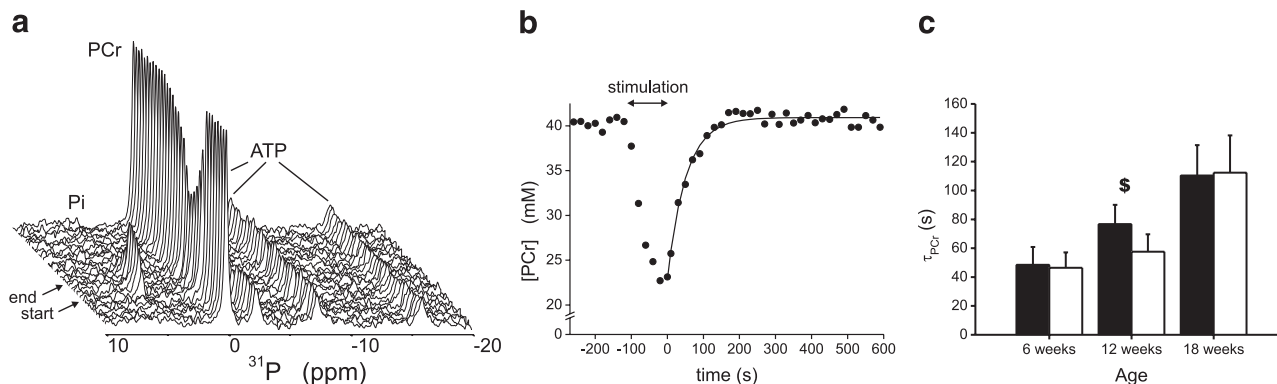 a
PCr
ATP
Pi
end
start
10
0
-10
-20
31P (ppm)
b
stimulation
40
35
30
25
20
0
[PCr] (mM)
-200
-100
0
100
200
300
400
500
600
time (s)
c
160
140
120
100
80
60
40
20
0
τPCr (s)
$
6 weeks
12 weeks
18 weeks
Age